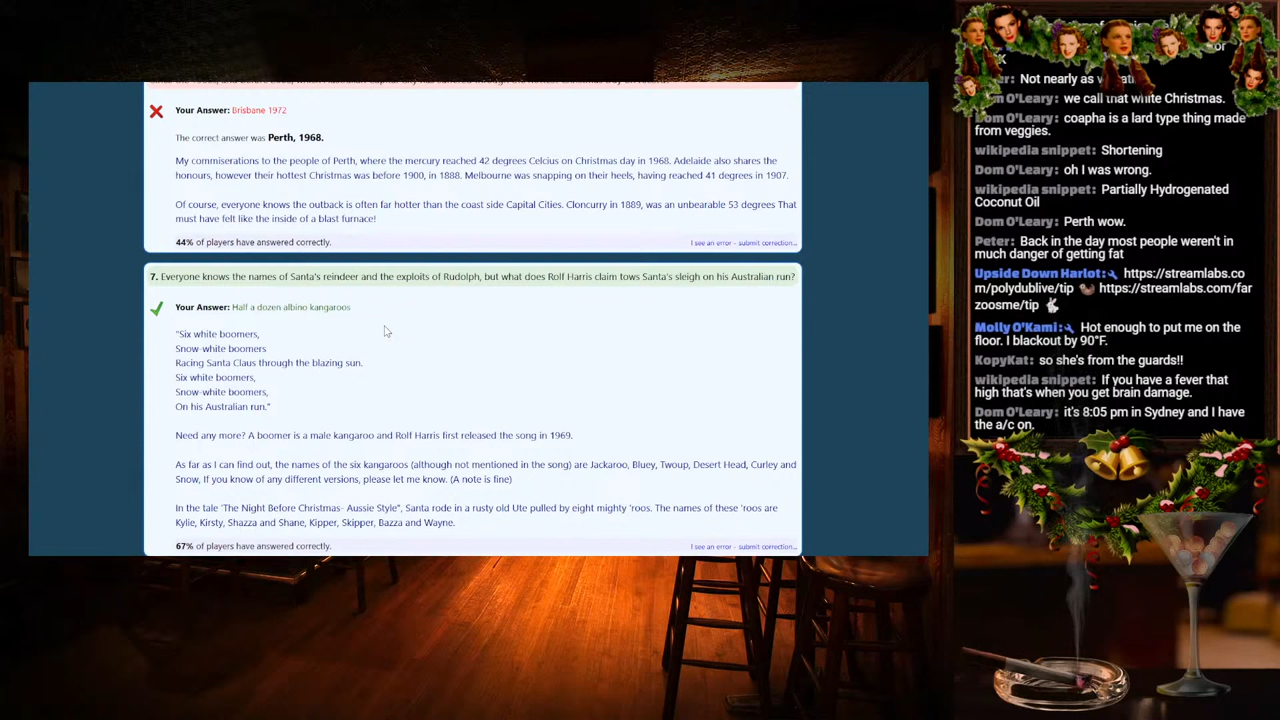 Your Answer: Brisbane 1972
The correct answer was Perth, 1968.
My commiserations to the people of Perth, where the mercury reached 42 degrees Celcius on Christmas day in 1968. Adelaide also shares the
honours, however their hottest Christmas was before 1900, in 1888. Melbourne was snapping on their heels, having reached 41 degrees in 1907.
Of course, everyone knows the outback is often far hotter than the coast side Capital Cities. Cloncurry in 1889, was an unbearable 53 degrees That
must have felt like the inside of a blast furnace!
44% of players have answered correctly.
I see an error - submit correction...
7. Everyone knows the names of Santa's reindeer and the exploits of Rudolph, but what does Rolf Harris claim tows Santa's sleigh on his Australian run?
Your Answer: Half a dozen albino kangaroos
"Six white boomers,
Snow-white boomers
Racing Santa Claus through the blazing sun.
Six white boomers,
Snow-white boomers,
On his Australian run."
Need any more? A boomer is a male kangaroo and Rolf Harris first released the song in 1969.
As far as I can find out, the names of the six kangaroos (although not mentioned in the song) are Jackaroo, Bluey, Twoup, Desert Head, Curley and
Snow, If you know of any different versions, please let me know. (A note is fine)
In the tale 'The Night Before Christmas- Aussie Style", Santa rode in a rusty old Ute pulled by eight mighty 'roos. The names of these 'roos are
Kylie, Kirsty, Shazza and Shane, Kipper, Skipper, Bazza and Wayne.
67% of players have answered correctly.
I see an error - submit correction...
Not nearly as
O'Leary: we call that white Christmas.
Dom O'Leary: coapha is a lard type thing made
from veggies.
wikipedia snippet: Shortening
Dom O'Leary: oh I was wrong.
wikipedia snippet: Partially Hydrogenated
Coconut Oil
Dom O'Leary: Perth wow.
Peter: Back in the day most people weren't in
much danger of getting fat
Upside Down Harlot: https://streamlabs.co
m/polydublive/tip https://streamlabs.com/far
zoosme/tip
Molly O'Kami: Hot enough to put me on the
floor. I blackout by 90°F.
KopyKat: so she's from the guards!!
wikipedia snippet: If you have a fever that
high that's when you get brain damage.
Dom O'Leary: it's 8:05 pm in Sydney and I have
the a/c on.